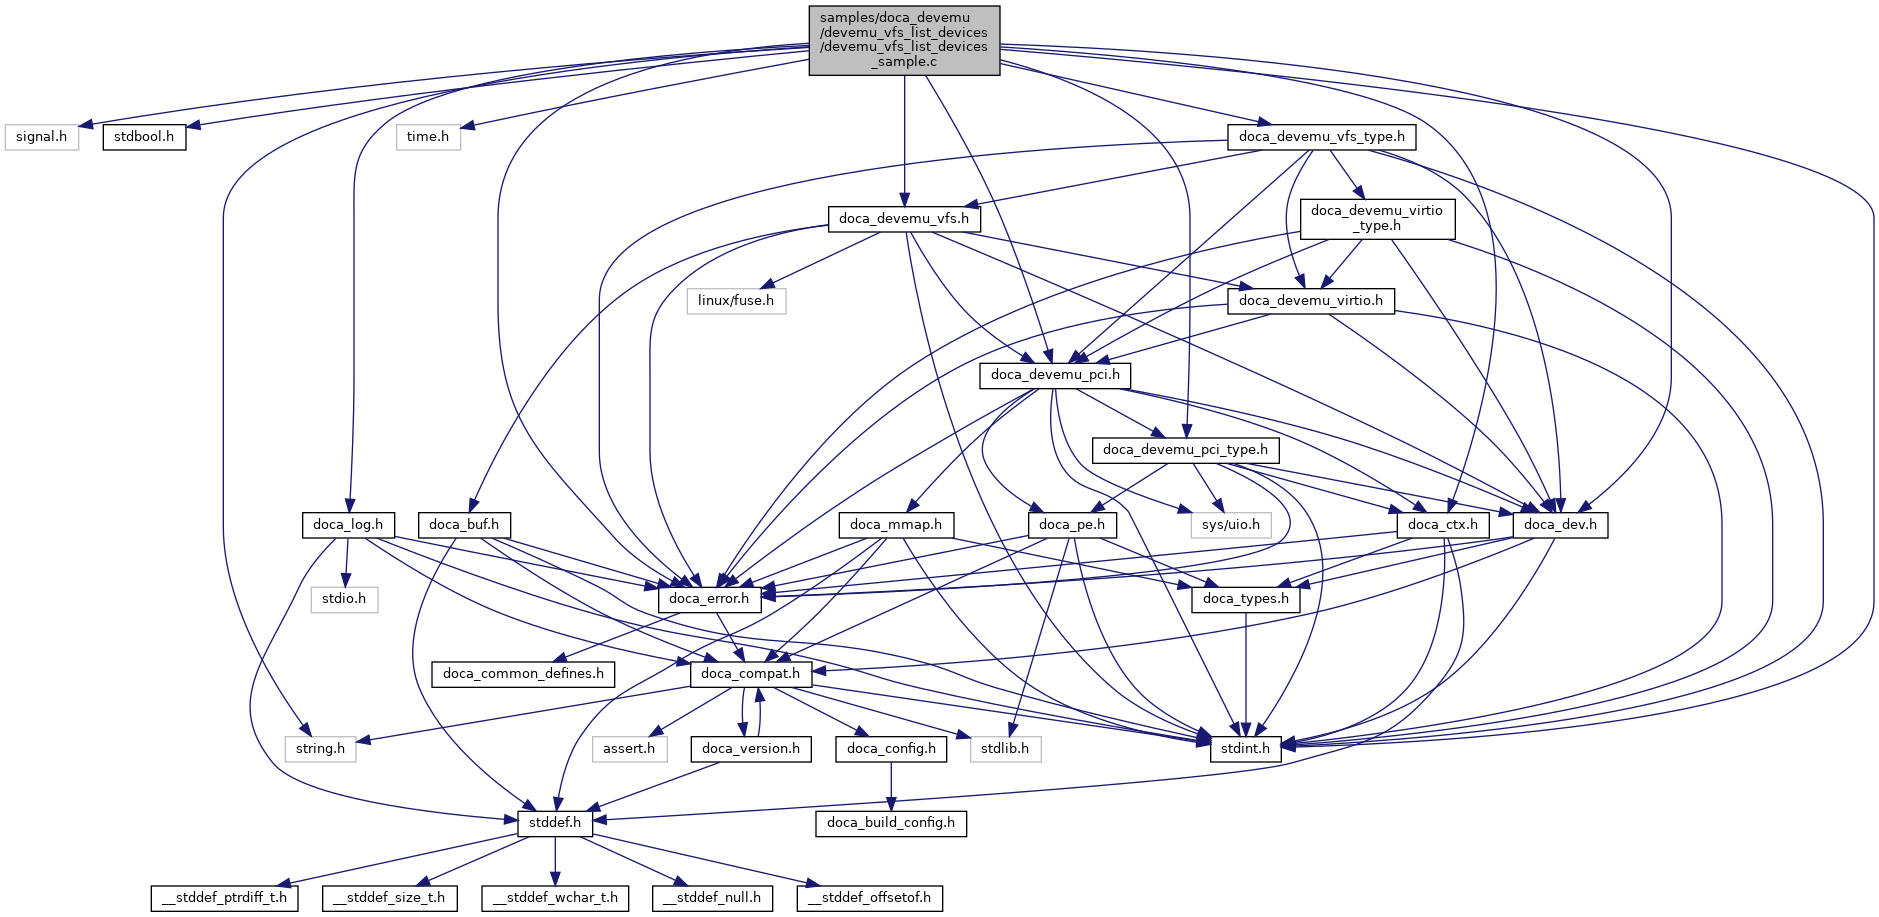 samples/doca_devemu
/devemu_vfs_list_devices
/devemu_vfs_list_devices
_sample.c
signal.h
stdbool.h
time.h
doca_devemu_vfs_type.h
doca_devemu_vfs.h
doca_devemu_virtio
_type.h
linux/fuse.h
doca_devemu_virtio.h
doca_devemu_pci.h
doca_devemu_pci_type.h
doca_log.h
doca_buf.h
doca_mmap.h
doca_pe.h
sys/uio.h
doca_ctx.h
doca_dev.h
stdio.h
doca_error.h
doca_types.h
doca_common_defines.h
doca_compat.h
string.h
assert.h
doca_version.h
doca_config.h
stdlib.h
stdint.h
stddef.h
doca_build_config.h
__stddef_ptrdiff_t.h
__stddef_size_t.h
__stddef_wchar_t.h
__stddef_null.h
__stddef_offsetof.h